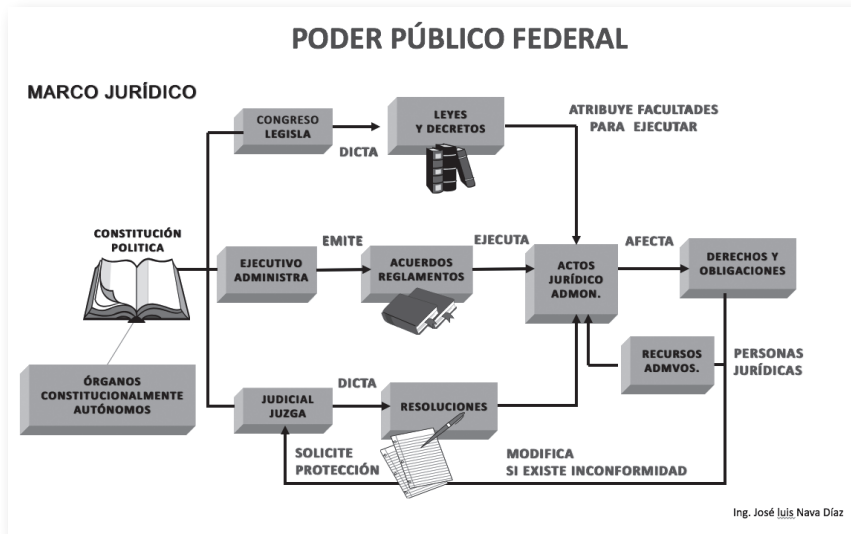 PODER PÚBLICO FEDERAL
MARCO JURÍDICO
CONGRESO
LEGISLA
DICTA
LEYES
Y DECRETOS
ATRIBUYE FACULTADES
PARA EJECUTAR
CONSTITUCIÓN
POLITICA
EJECUTIVO
ADMINISTRA
EMITE
ACUERDOS
REGLAMENTOS
EJECUTA
ACTOS
JURÍDICO
ADMON.
AFECTA
DERECHOS Y
OBLIGACIONES
RECURSOS
ADMVOS.
PERSONAS
JURÍDICAS
ÓRGANOS
CONSTITUCIONALMENTE
AUTÓNOMOS
JUDICIAL
JUZGA
DICTA
RESOLUCIONES
SOLICITE
PROTECCIÓN
MODIFICA
SI EXISTE INCONFORMIDAD
Ing. José luis Nava Díaz